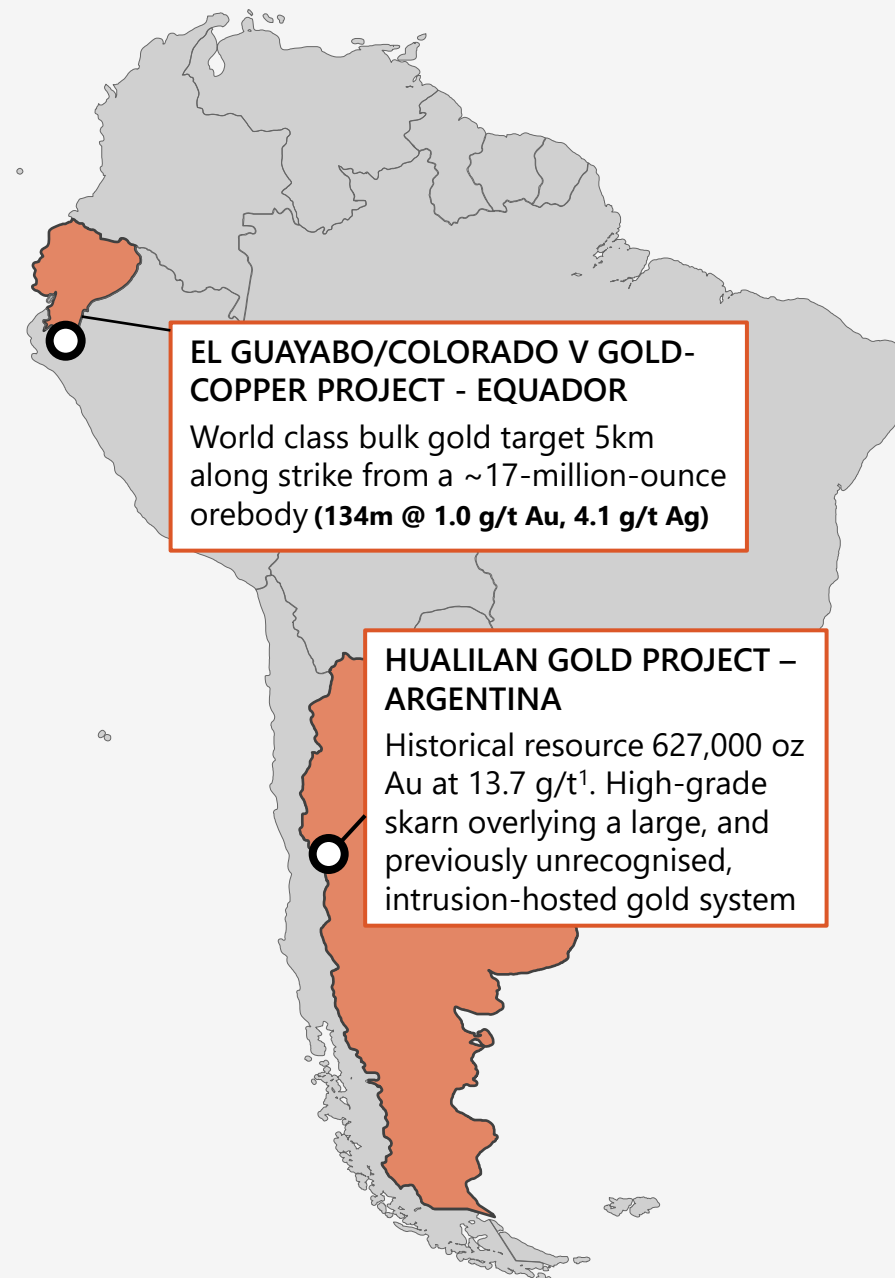 EL GUAYABO/COLORADO V GOLD-
COPPER PROJECT - EQUADOR
World class bulk gold target 5km
along strike from a ~17-million-ounce
orebody (134m @ 1.0 g/t Au, 4.1 g/t Ag)
HUALILAN GOLD PROJECT –
ARGENTINA
Historical resource 627,000 oz
Au at 13.7 g/t¹. High-grade
skarn overlying a large, and
previously unrecognised,
intrusion-hosted gold system